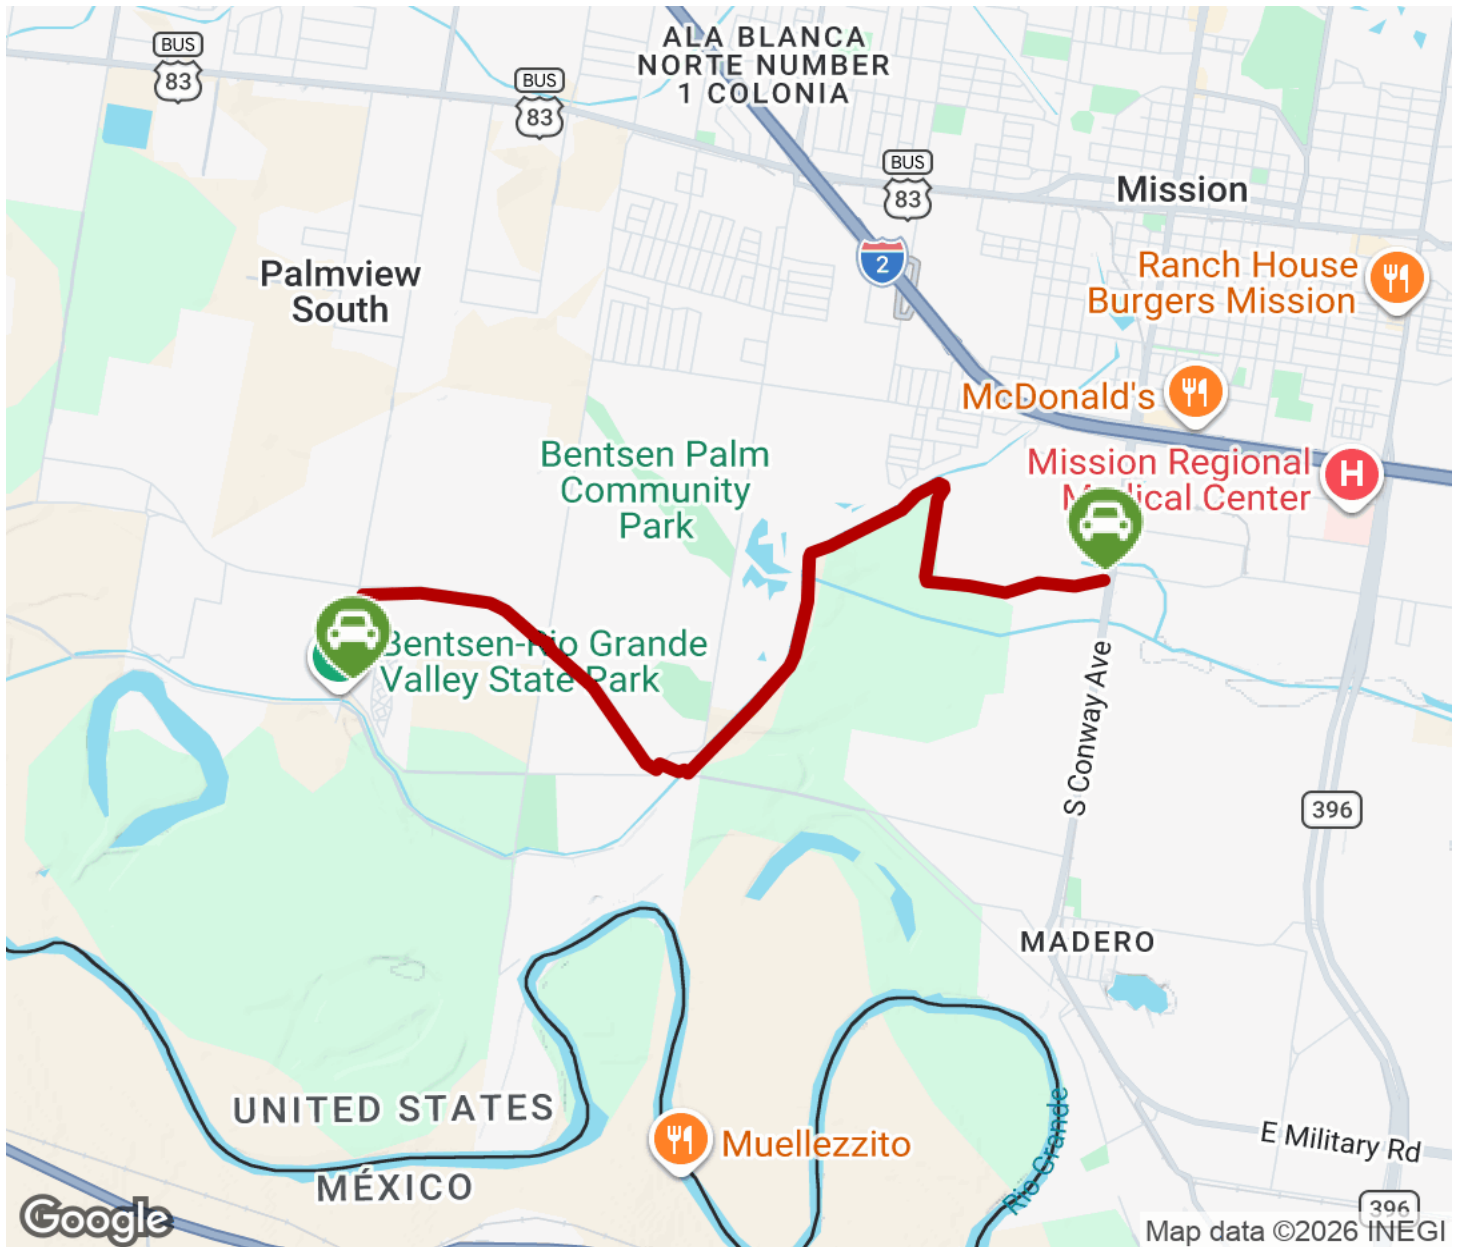 ALA BLANCA
NORTE NUMBER
1 COLONIA
BUS
83
BUS
83
BUS
83
Mission
2
Ranch House
Burgers Mission
Palmview
South
McDonald's
Bentsen Palm
Community
Park
Mission Regional
Medical Center
H
Bentsen-Rio Grande
Valley State Park
S Conway Ave
396
MADERO
UNITED STATES
MÉXICO
Muellezzito
Rio Grande
E Military Rd
396
Google
Map data ©2026 INEGI